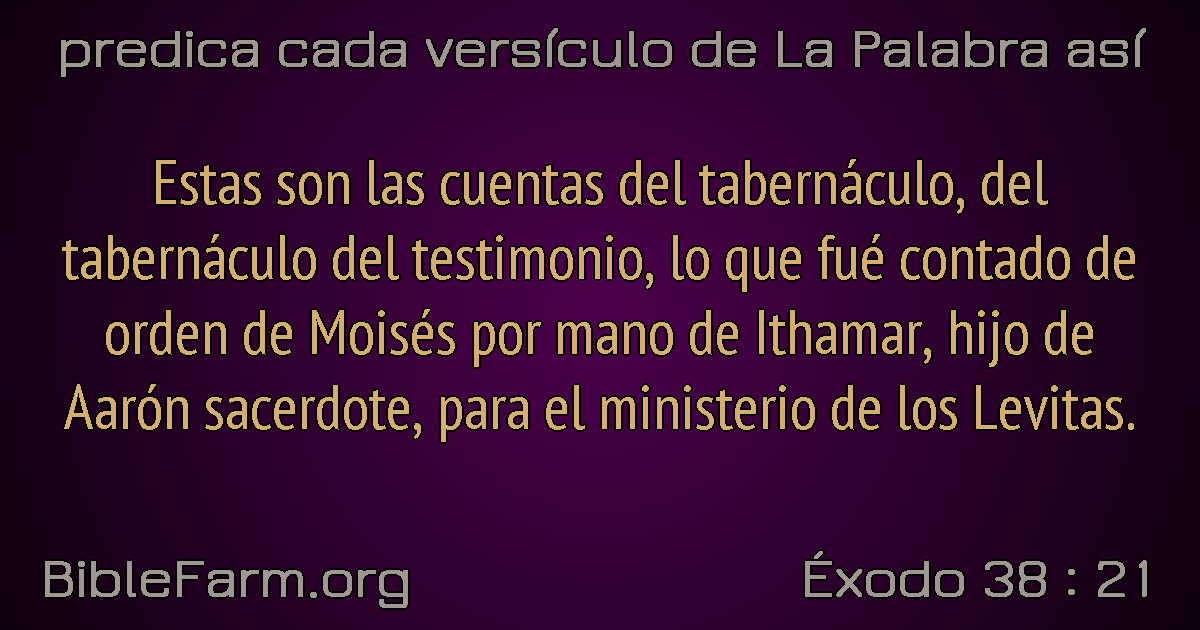 predica cada versículo de La Palabra así
Estas son las cuentas del tabernáculo, del
tabernáculo del testimonio, lo que fué contado de
orden de Moisés por mano de Ithamar, hijo de
Aarón sacerdote, para el ministerio de los Levitas.
BibleFarm.org
Éxodo 38 : 21